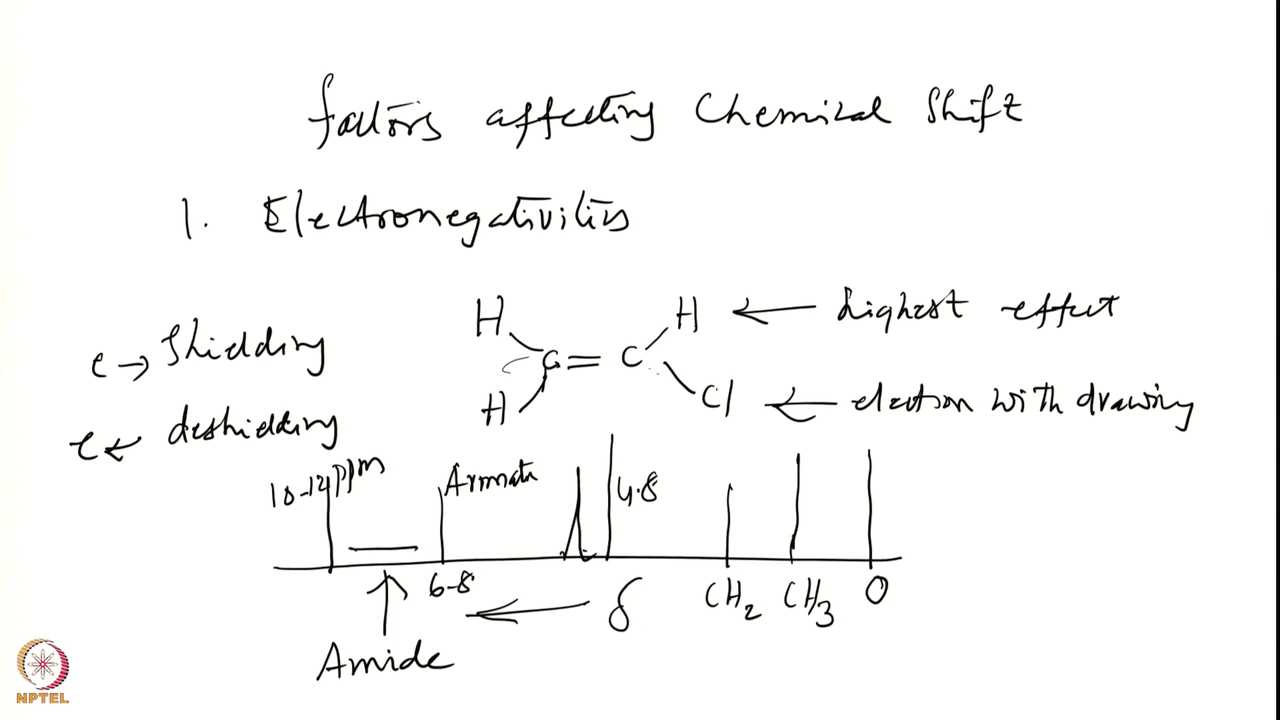 Factors affecting Chemical Shift
1. Electronegativities
H H ← highest effect
e → Shielding
C = C
H Cl ← electron with drawing
e ← deshielding
10-12 ppm Aromatic 4.8
6-8 δ CH2 CH3 0
Amide
NPTEL